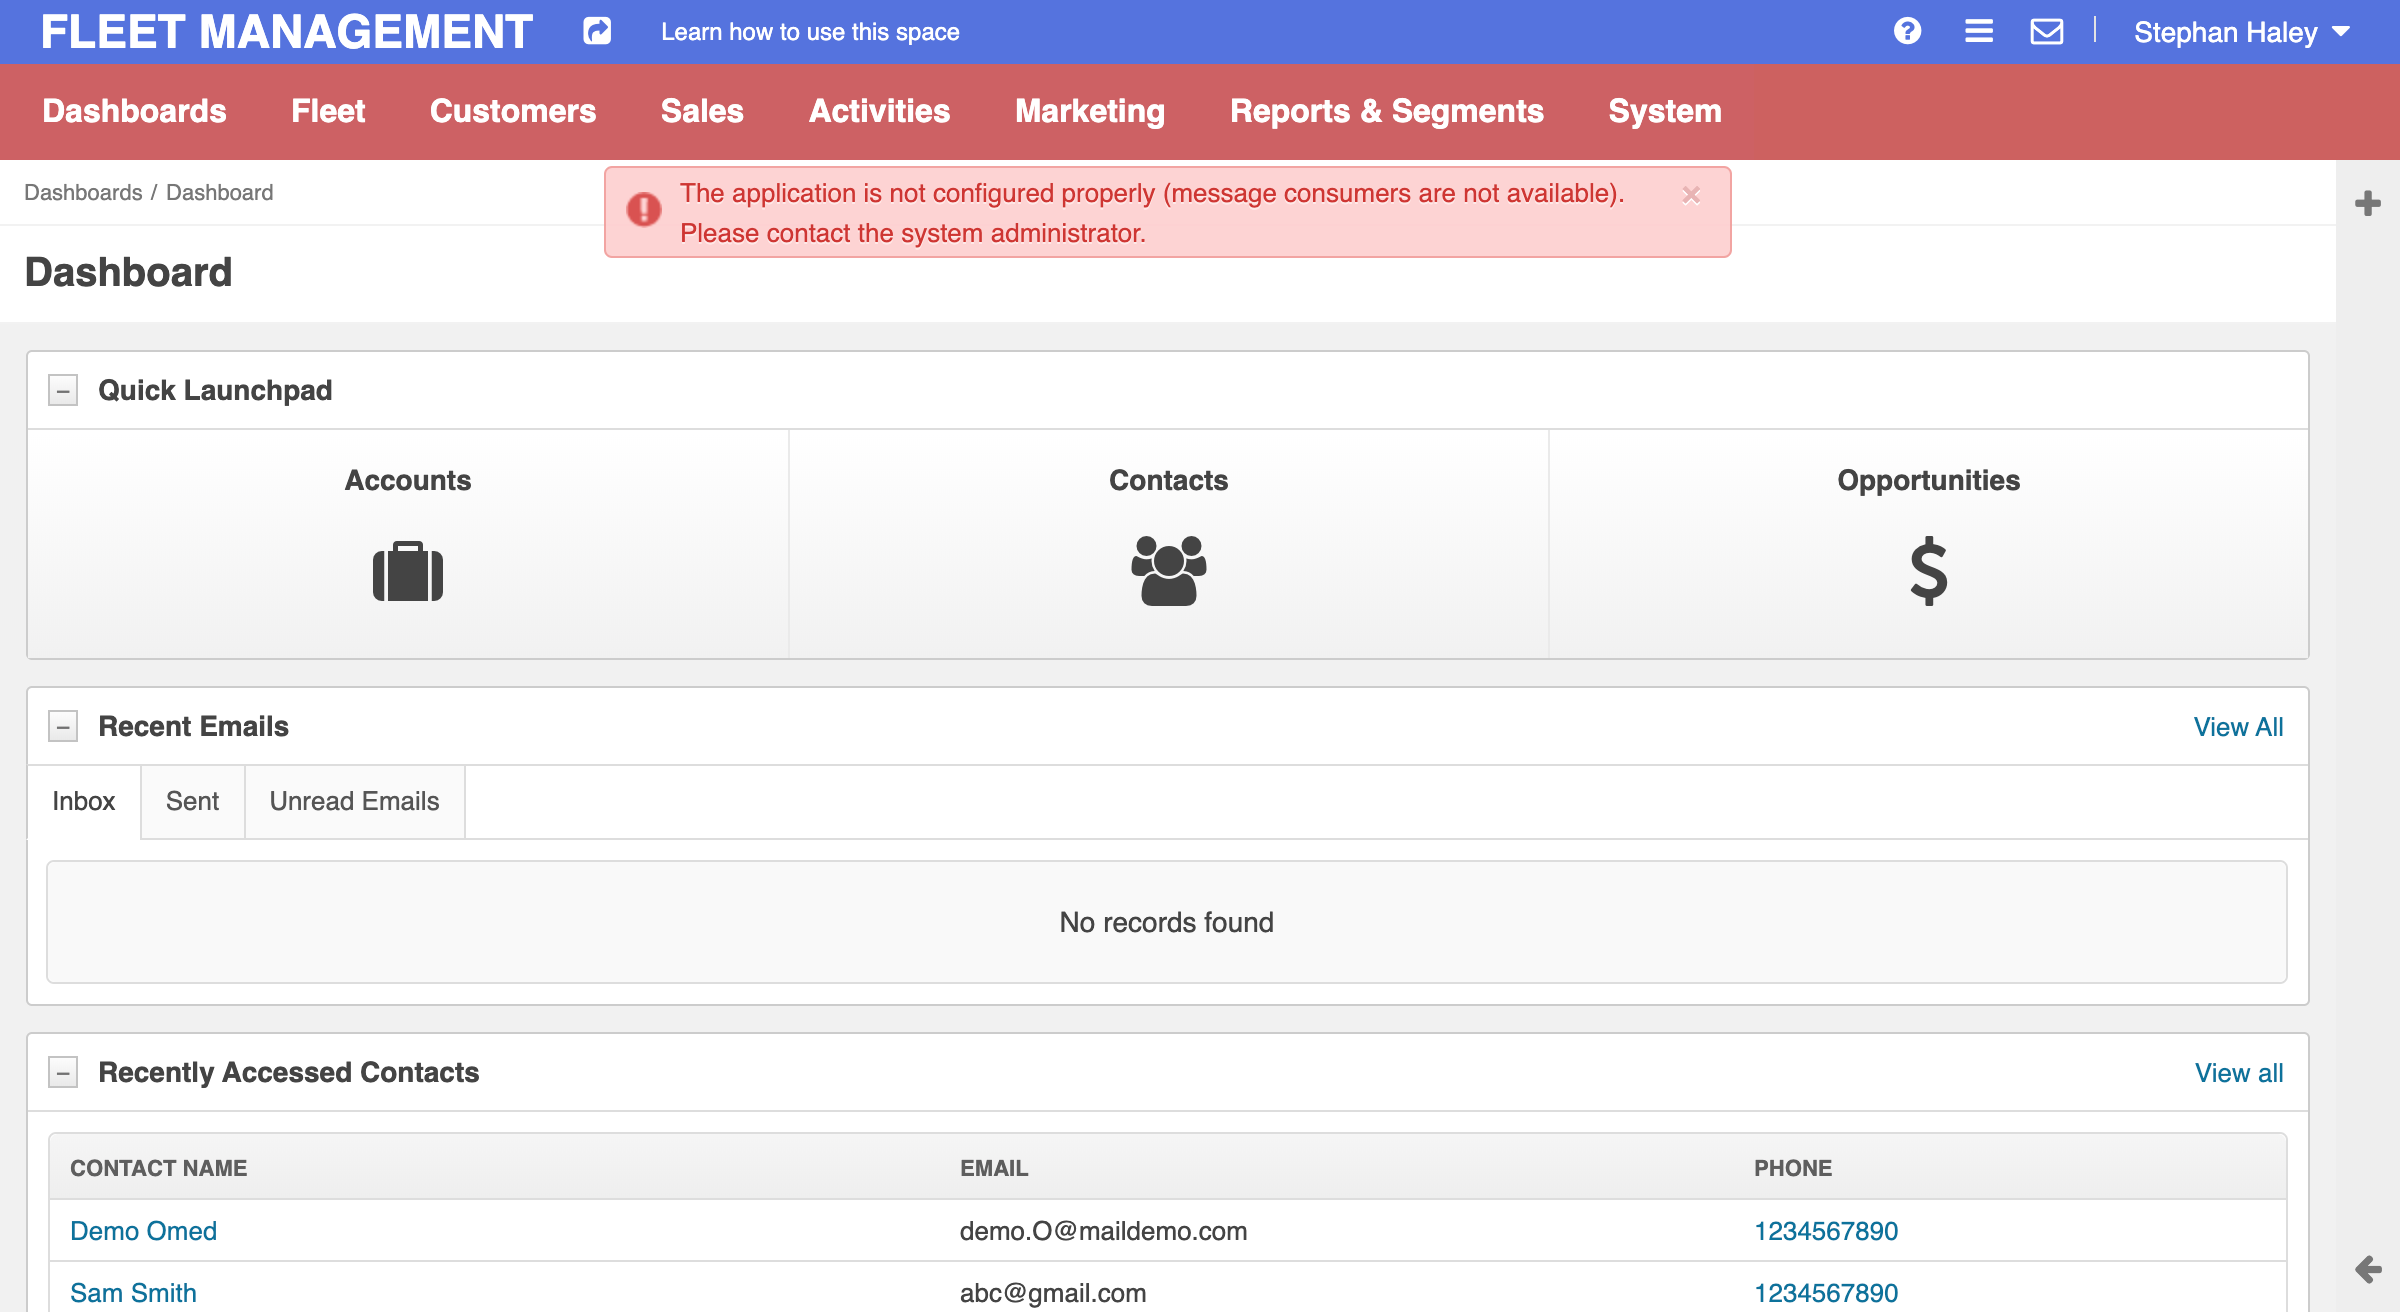 FLEET MANAGEMENT
Learn how to use this space
Stephan Haley
Dashboards Fleet Customers Sales Activities Marketing Reports & Segments System
Dashboards / Dashboard
The application is not configured properly (message consumers are not available).
Please contact the system administrator.
Dashboard
Quick Launchpad
Accounts Contacts Opportunities
Recent Emails View All
Inbox Sent Unread Emails
No records found
Recently Accessed Contacts View all
CONTACT NAME EMAIL PHONE
Demo Omed demo.O@maildemo.com 1234567890
Sam Smith abc@gmail.com 1234567890